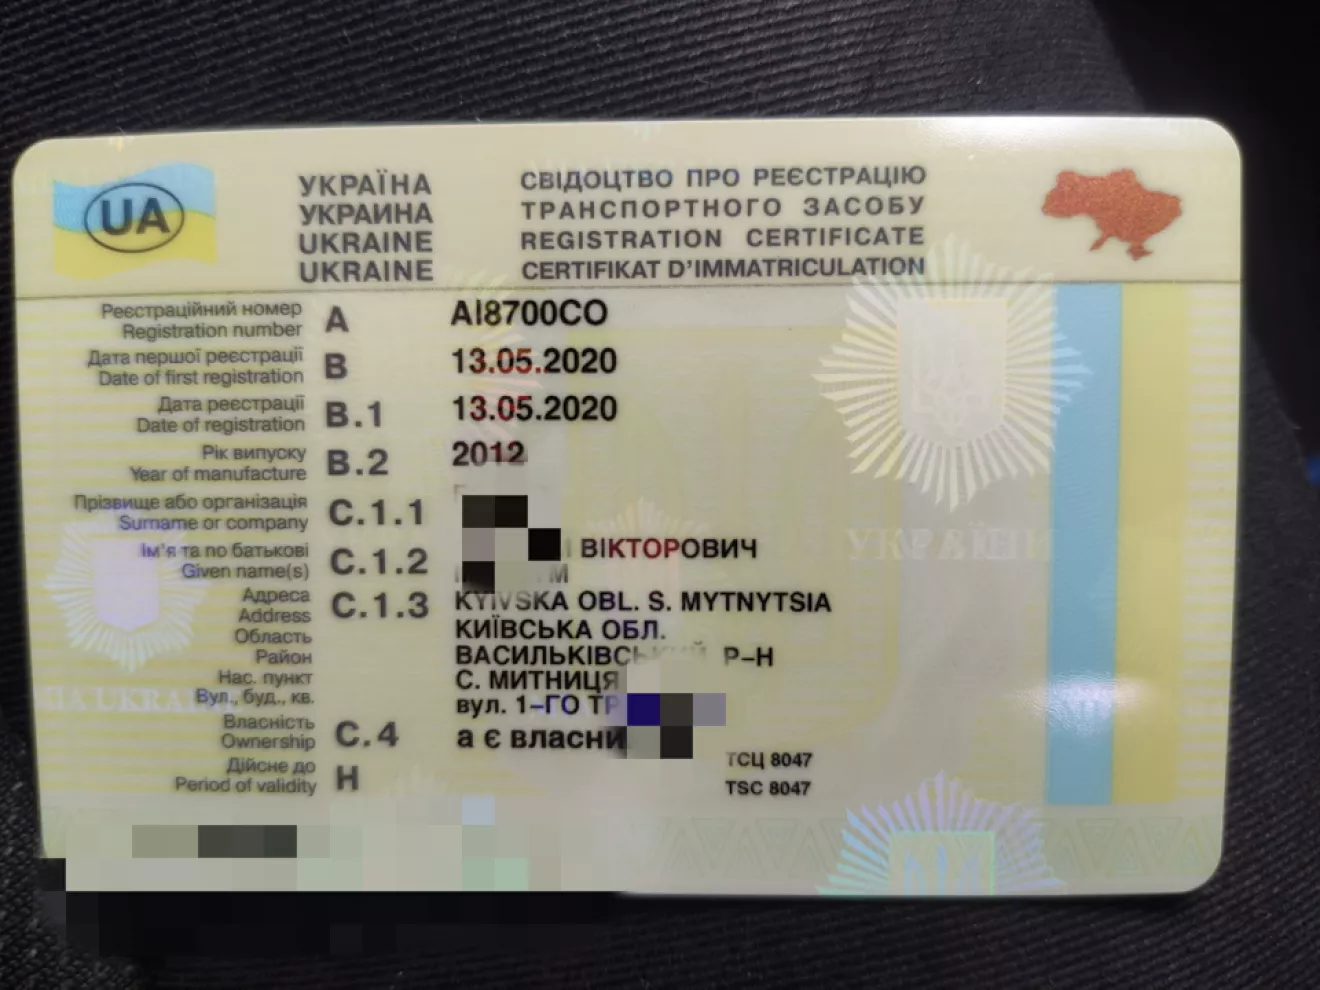 UA
УКРАЇНА
УКРАИНА
UKRAINE
UKRAINE
СВІДОЦТВО ПРО РЕЄСТРАЦІЮ
ТРАНСПОРТНОГО ЗАСОБУ
REGISTRATION CERTIFICATE
CERTIFIKAT D'IMMATRICULATION
Реєстраційний номер
Registration number A AI8700CO
Дата першої реєстрації
Date of first registration B 13.05.2020
Дата реєстрації
Date of registration B.1 13.05.2020
Рік випуску
Year of manufacture B.2 2012
Прізвище або організація
Surname or company C.1.1
Ім'я та по батькові
Given name(s) C.1.2 ВІКТОРОВИЧ
Адреса
Address C.1.3 KYIVSKA OBL. S. MYTNYTSIA
Область КИЇВСЬКА ОБЛ.
Район Р-Н
Нас. пункт С. МИТНИЦЯ
Вул., буд., кв. вул. 1-ГО
Власність
Ownership C.4 а є
Дійсне до
Period of validity H
ТСЦ 8047
TSC 8047
УКРАЇНИ
UKRAINE